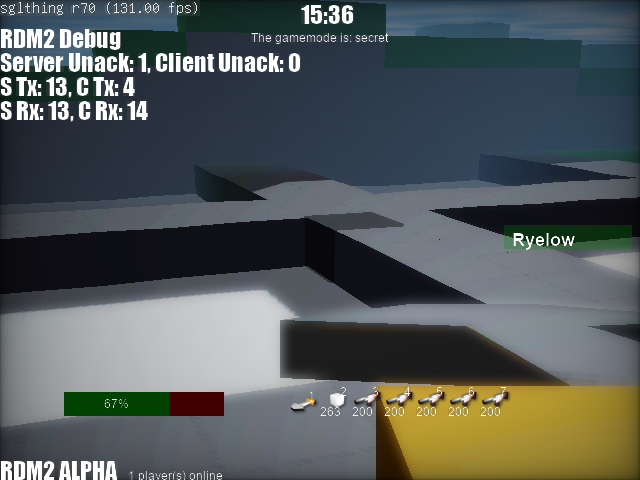 sglthing r70 (131.00 fps)
15:36
The gamemode is: secret
RDM2 Debug
Server Unack: 1, Client Unack: 0
S Tx: 13, C Tx: 4
S Rx: 13, C Rx: 14
Ryelow
67%
1 2 3 4 5 6 7
263 200 200 200 200 200
RDM2 ALPHA 1 player(s) online